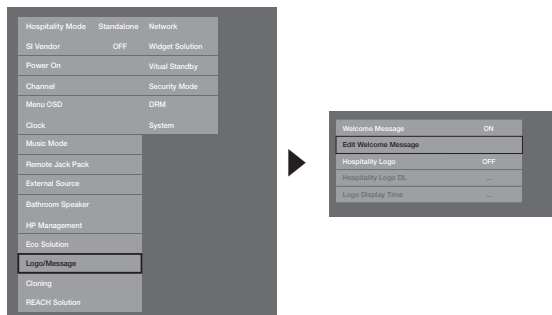 Hospitality Mode Standalone Network
SI Vendor OFF Widget Solution
Power On Vitual Standby
Channel Security Mode
Menu OSD DRM
Clock System
Music Mode
Remote Jack Pack
External Source
Bathroom Speaker
HP Management
Eco Solution
Logo/Message
Cloning
REACH Solution
Welcome Message ON
Edit Welcome Message
Hospitality Logo OFF
Hospitality Logo DL ...
Logo Display Time ...